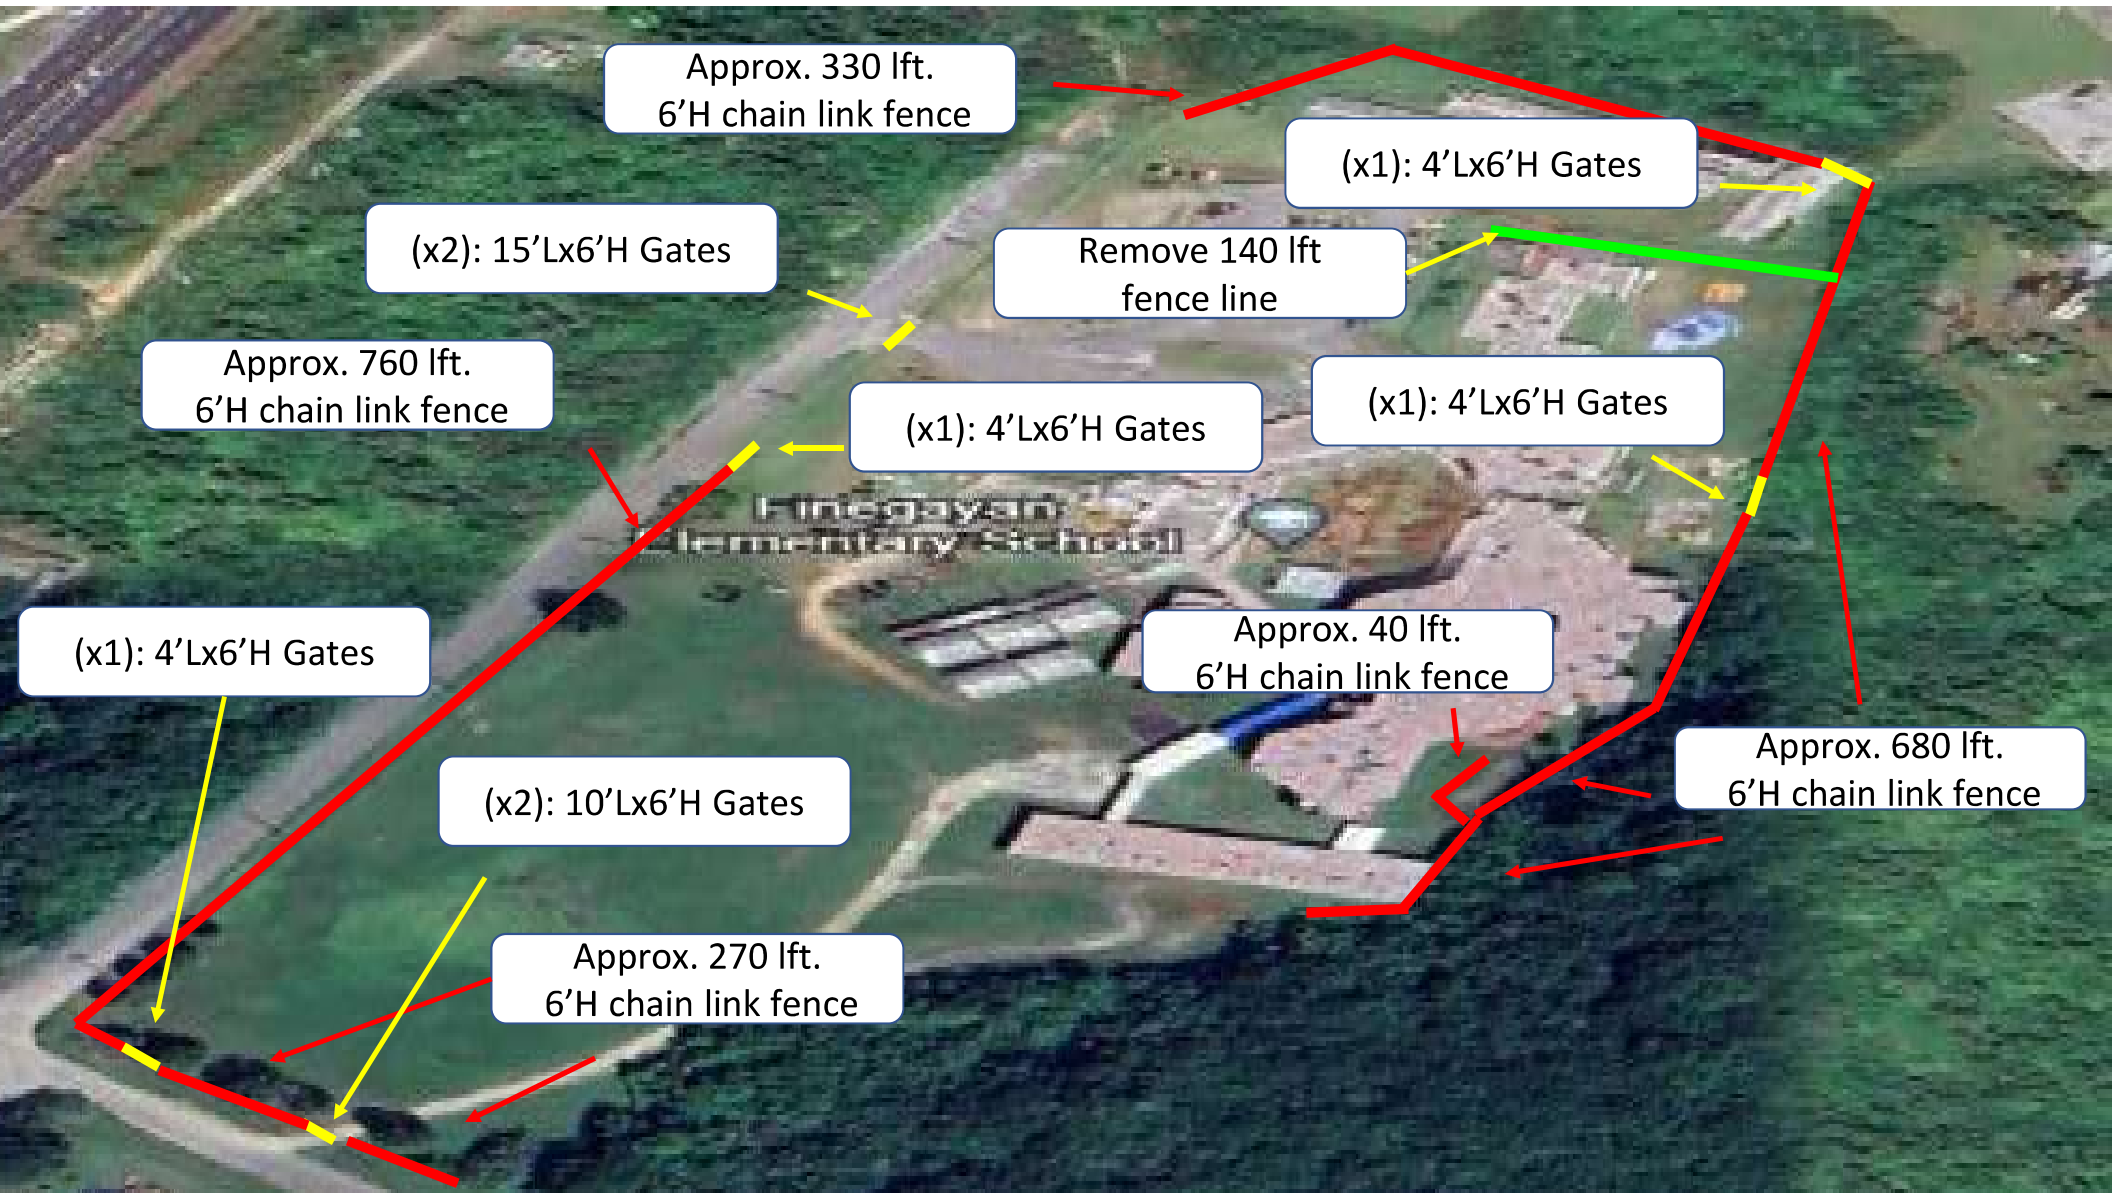 Approx. 330 lft.
6’H chain link fence
(x1): 4’Lx6’H Gates
(x2): 15’Lx6’H Gates
Remove 140 lft
fence line
Approx. 760 lft.
6’H chain link fence
(x1): 4’Lx6’H Gates
(x1): 4’Lx6’H Gates
Finegayan
Elementary School
(x1): 4’Lx6’H Gates
Approx. 40 lft.
6’H chain link fence
Approx. 680 lft.
6’H chain link fence
(x2): 10’Lx6’H Gates
Approx. 270 lft.
6’H chain link fence